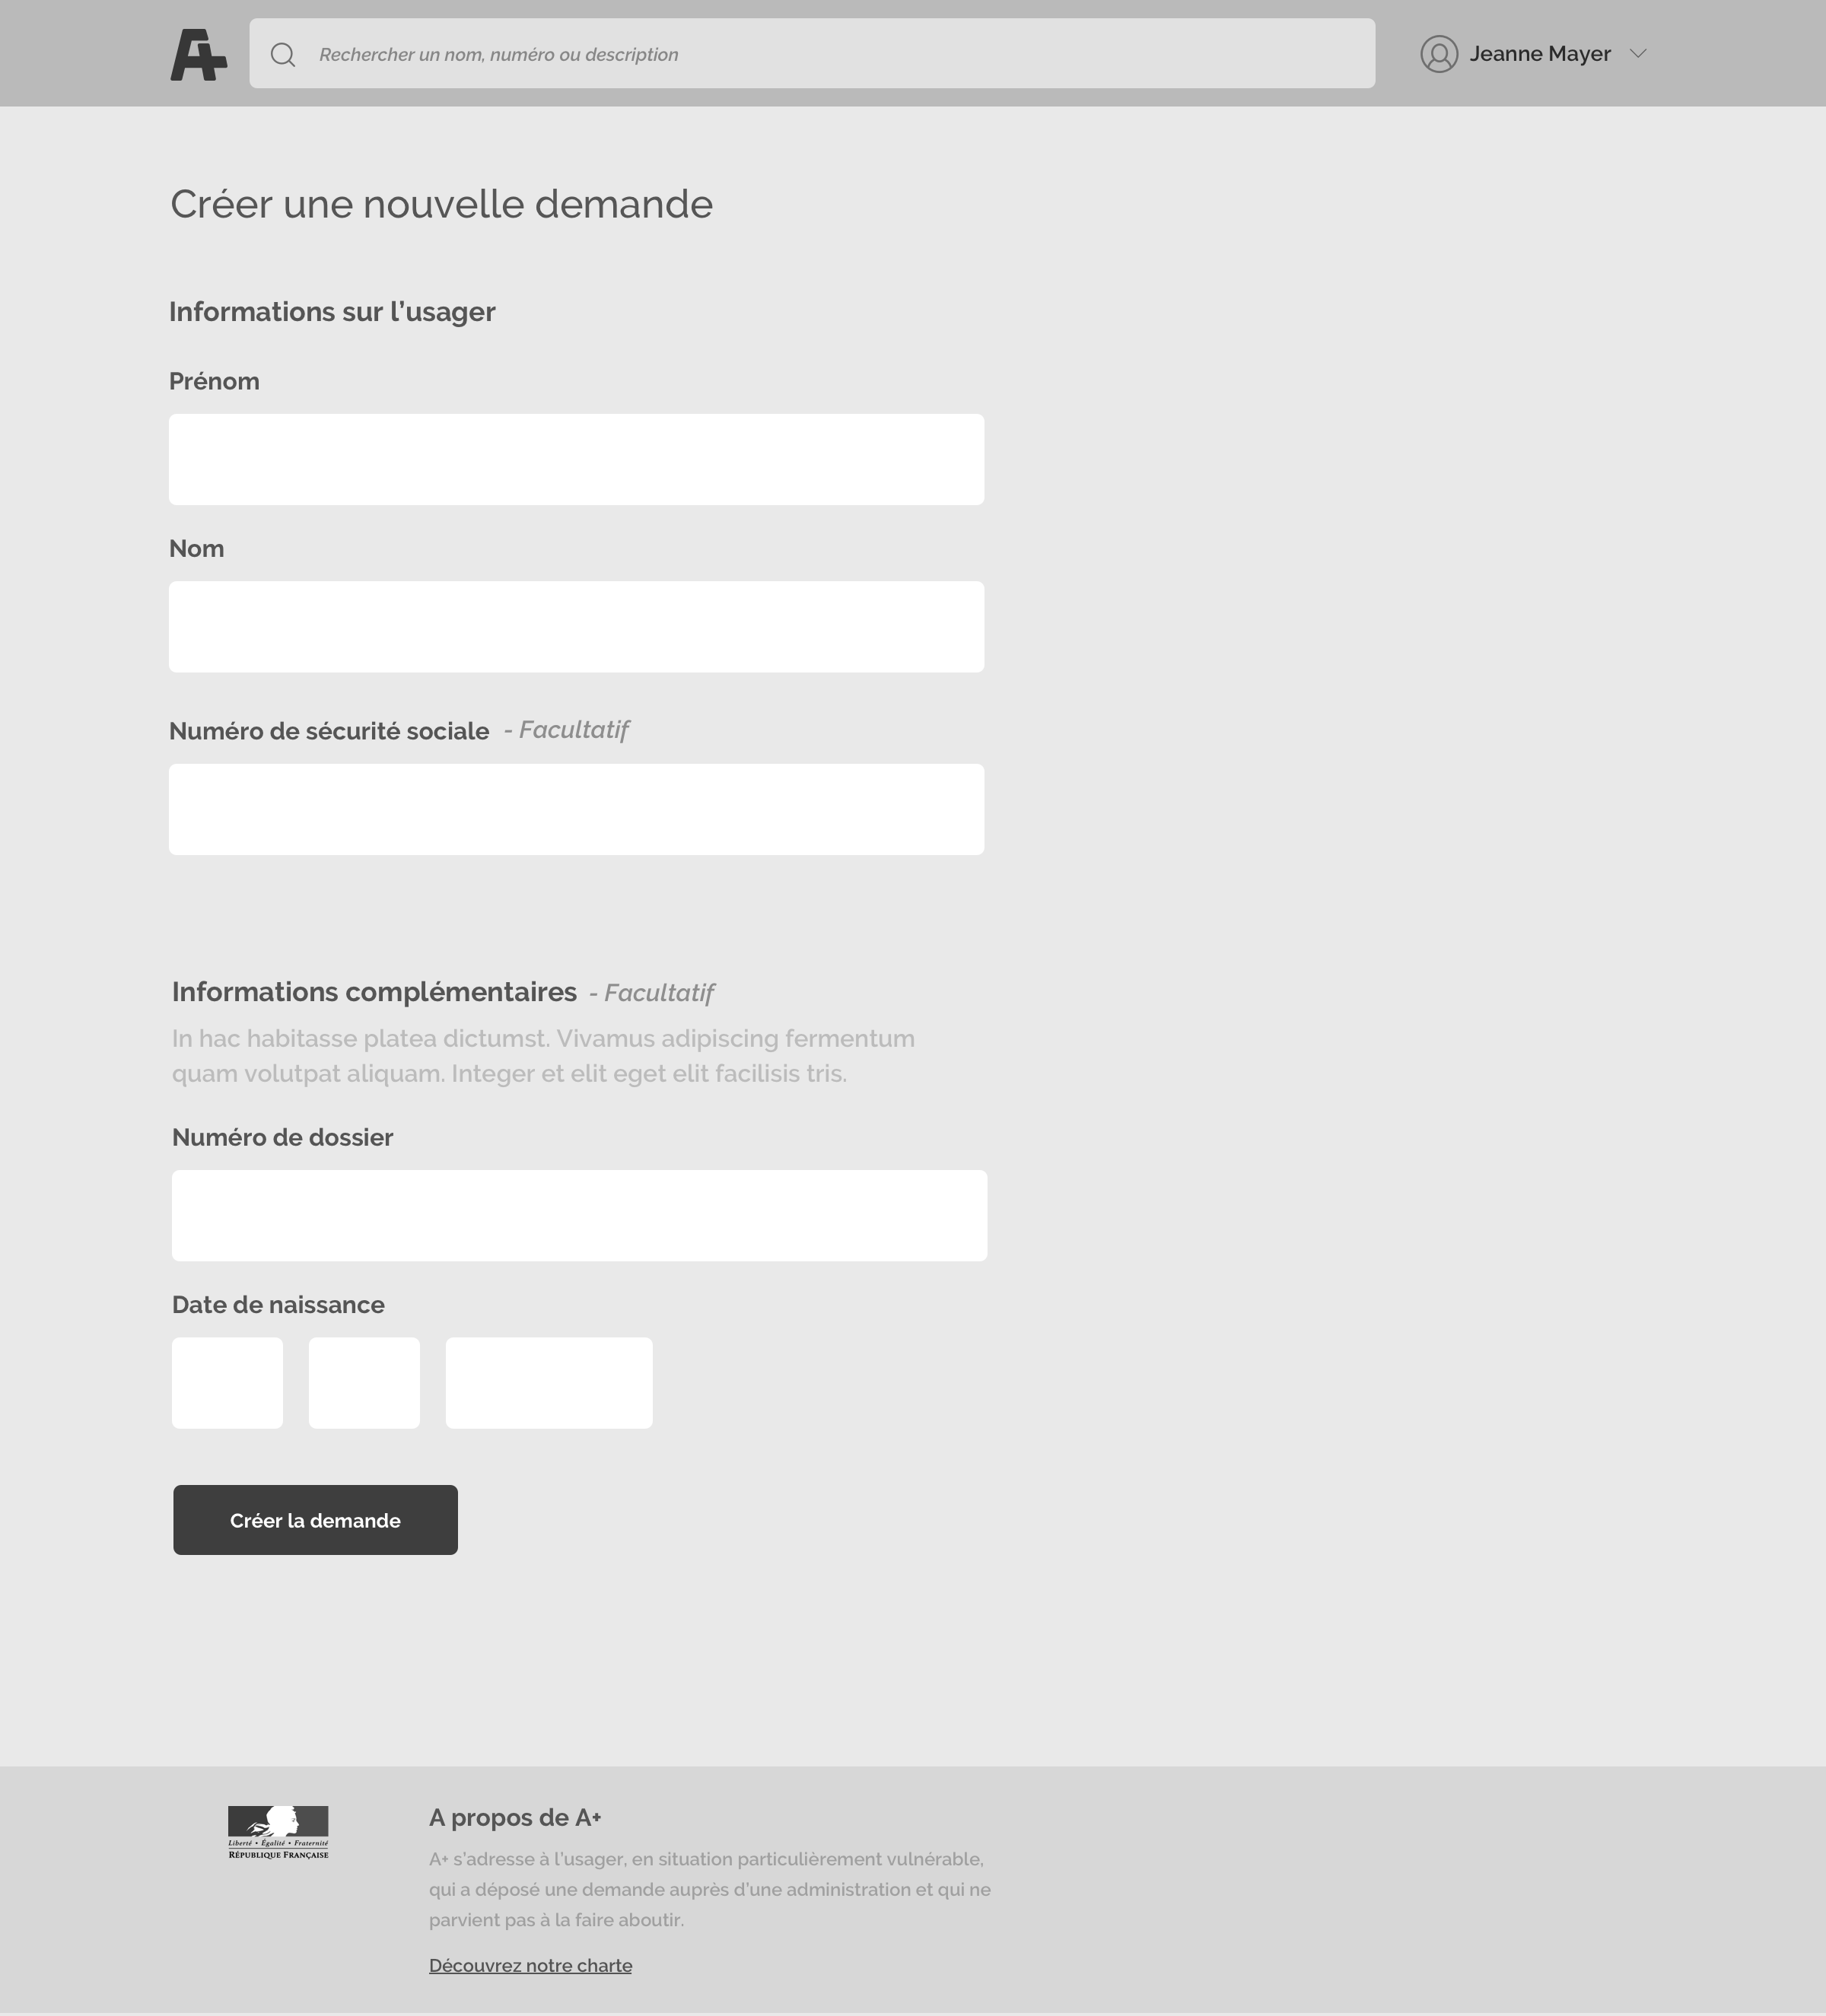 A+
Rechercher un nom, numéro ou description
Jeanne Mayer
Créer une nouvelle demande
Informations sur l’usager
Prénom
Nom
Numéro de sécurité sociale - Facultatif
Informations complémentaires - Facultatif
In hac habitasse platea dictumst. Vivamus adipiscing fermentum
quam volutpat aliquam. Integer et elit eget elit facilisis tris.
Numéro de dossier
Date de naissance
Créer la demande
Liberté • Égalité • Fraternité
RÉPUBLIQUE FRANÇAISE
A propos de A+
A+ s’adresse à l’usager, en situation particulièrement vulnérable,
qui a déposé une demande auprès d’une administration et qui ne
parvient pas à la faire aboutir.
Découvrez notre charte